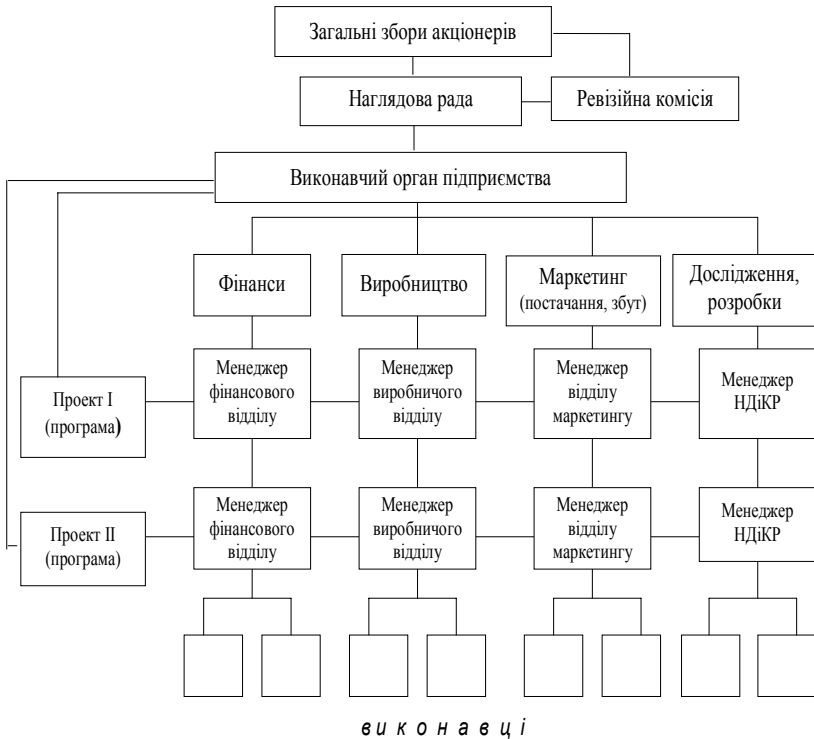 Загальні збори акціонерів
Наглядова рада
Ревізійна комісія
Виконавчий орган підприємства
Фінанси
Виробництво
Маркетинг
(постачання, збут)
Дослідження,
розробки
Проект I
(програма)
Менеджер
фінансового
відділу
Менеджер
виробничого
відділу
Менеджер
відділу
маркетингу
Менеджер
НДіКР
Проект II
(програма)
Менеджер
фінансового
відділу
Менеджер
виробничого
відділу
Менеджер
відділу
маркетингу
Менеджер
НДіКР
виконавці